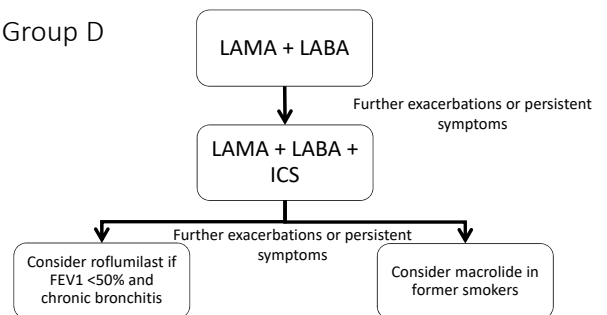 Group D
LAMA + LABA
Further exacerbations or persistent
symptoms
LAMA + LABA +
ICS
Further exacerbations or persistent
symptoms
Consider roflumilast if
FEV1 <50% and
chronic bronchitis
Consider macrolide in
former smokers